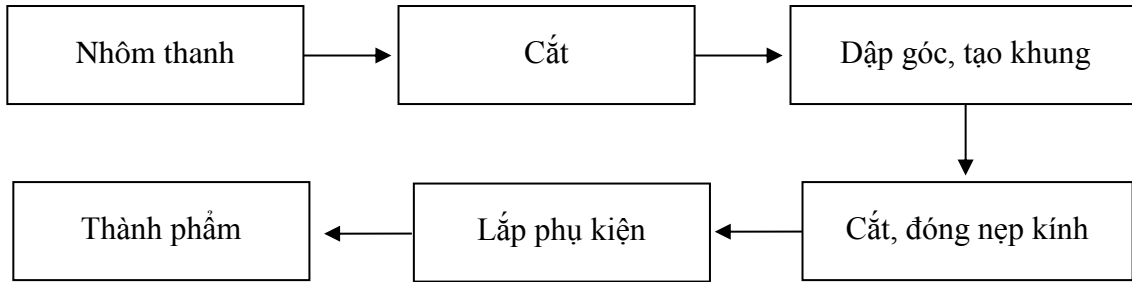 Nhôm thanh
Cắt
Dập góc, tạo khung
Cắt, đóng nẹp kính
Lắp phụ kiện
Thành phẩm